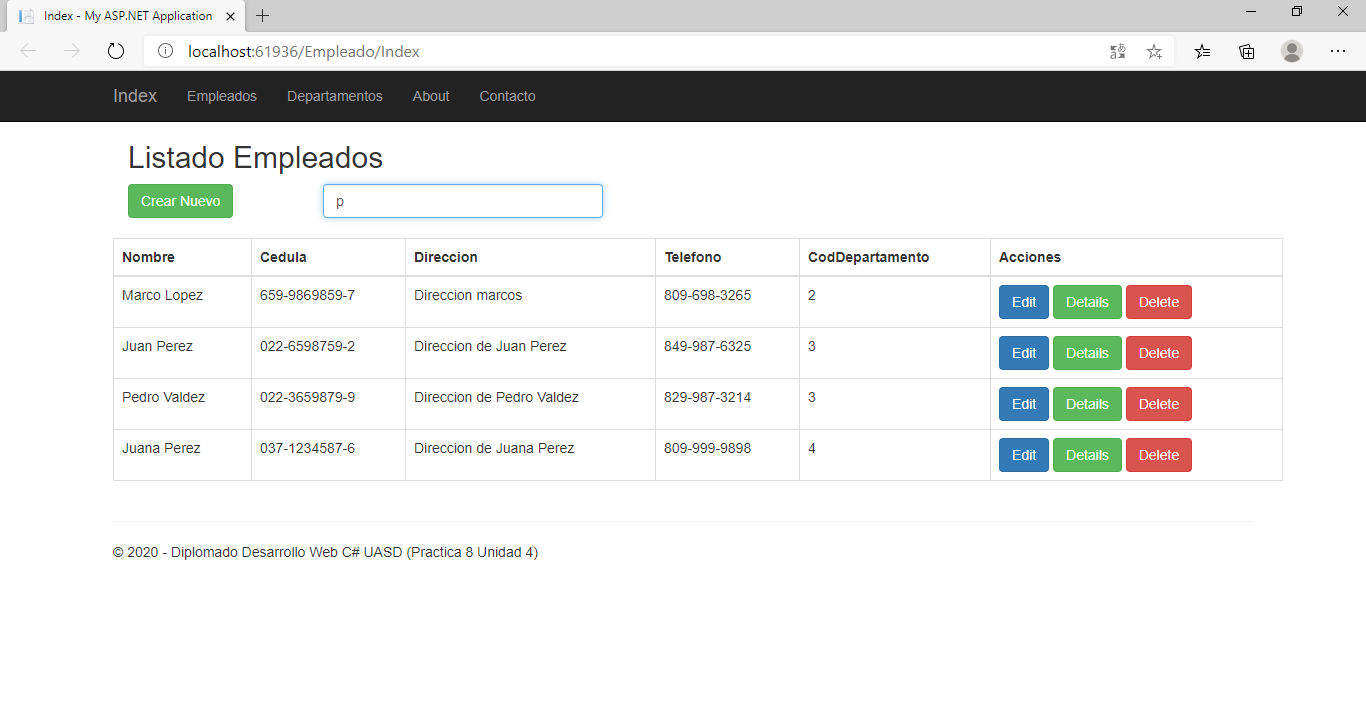 Index - My ASP.NET Application
localhost:61936/Empleado/Index
Index Empleados Departamentos About Contacto
Listado Empleados
Crear Nuevo p
Nombre Cedula Direccion Telefono CodDepartamento Acciones
Marco Lopez 659-9869859-7 Direccion marcos 809-698-3265 2 Edit Details Delete
Juan Perez 022-6598759-2 Direccion de Juan Perez 849-987-6325 3 Edit Details Delete
Pedro Valdez 022-3659879-9 Direccion de Pedro Valdez 829-987-3214 3 Edit Details Delete
Juana Perez 037-1234587-6 Direccion de Juana Perez 809-999-9898 4 Edit Details Delete
© 2020 - Diplomado Desarrollo Web C# UASD (Practica 8 Unidad 4)